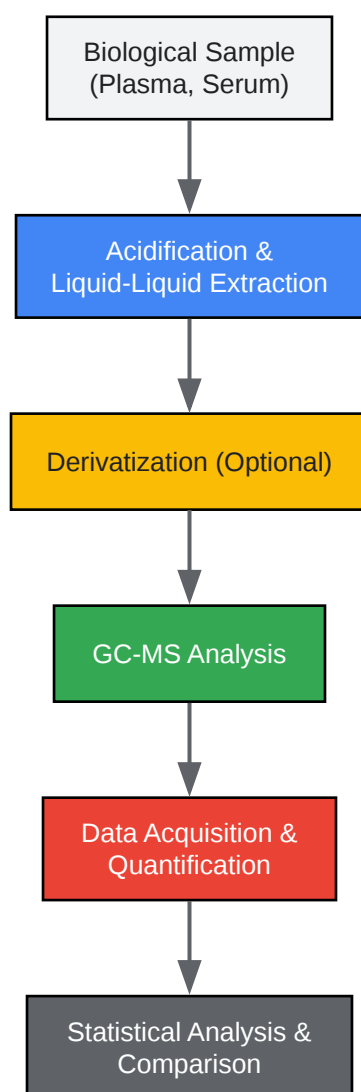 Biological Sample
(Plasma, Serum)
Acidification &
Liquid-Liquid Extraction
Derivatization (Optional)
GC-MS Analysis
Data Acquisition &
Quantification
Statistical Analysis &
Comparison